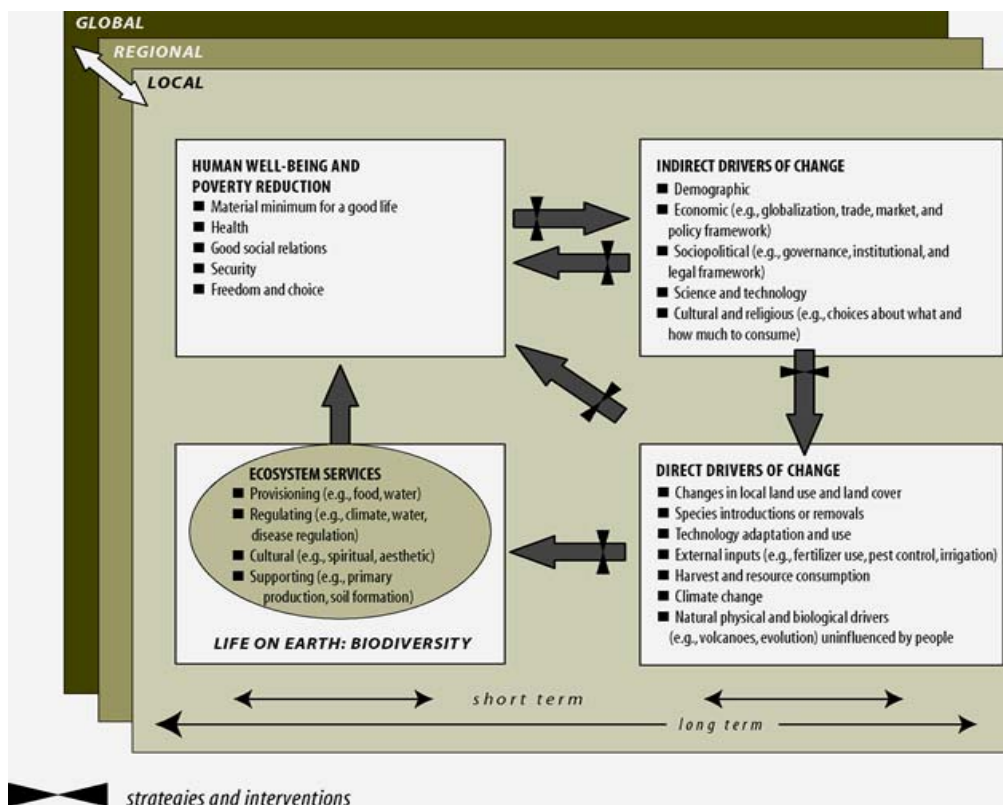 GLOBAL
REGIONAL
LOCAL
HUMAN WELL-BEING AND
POVERTY REDUCTION
■ Material minimum for a good life
■ Health
■ Good social relations
■ Security
■ Freedom and choice
INDIRECT DRIVERS OF CHANGE
■ Demographic
■ Economic (e.g., globalization, trade, market, and
policy framework)
■ Sociopolitical (e.g., governance, institutional, and
legal framework)
■ Science and technology
■ Cultural and religious (e.g., choices about what and
how much to consume)
ECOSYSTEM SERVICES
■ Provisioning (e.g., food, water)
■ Regulating (e.g., climate, water,
disease regulation)
■ Cultural (e.g., spiritual, aesthetic)
■ Supporting (e.g., primary
production, soil formation)
LIFE ON EARTH: BIODIVERSITY
DIRECT DRIVERS OF CHANGE
■ Changes in local land use and land cover
■ Species introductions or removals
■ Technology adaptation and use
■ External inputs (e.g., fertilizer use, pest control, irrigation)
■ Harvest and resource consumption
■ Climate change
■ Natural physical and biological drivers
(e.g., volcanoes, evolution) uninfluenced by people
short term
long term
strategies and interventions